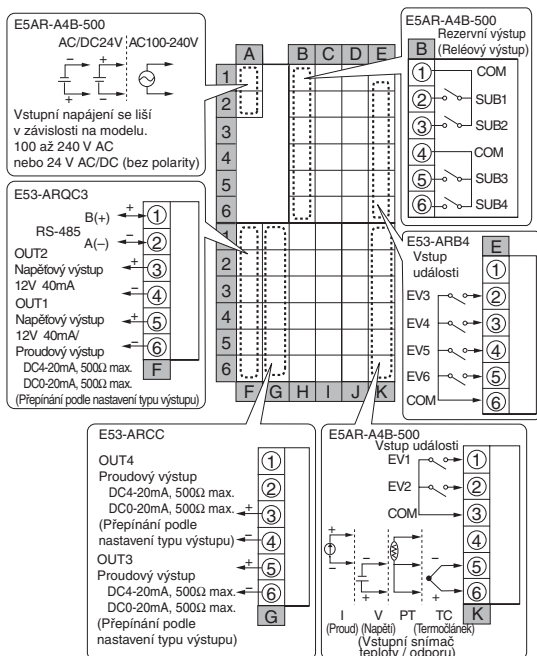 E5AR-A4B-500
AC/DC24V AC100-240V
Vstupní napájení se liší
v závislosti na modelu.
100 až 240 V AC
nebo 24 V AC/DC (bez polarity)
A B C D E
1
2
3
4
5
6
1
2
3
4
5
6
F G H I J K
E5AR-A4B-500
Rezervní výstup
(Reléový výstup)
B
1 COM
2 SUB1
3 SUB2
4 COM
5 SUB3
6 SUB4
E53-ARQC3
B(+) + 1
RS-485
A(−) − 2
OUT2
Napěťový výstup + 3
12V 40mA − 4
OUT1
Napěťový výstup + 5
12V 40mA/ − 6
Proudový výstup
DC4-20mA, 500Ω max.
DC0-20mA, 500Ω max.
(Přepínání podle nastavení typu výstupu)
F
E53-ARB4
Vstup
události
E
1
EV3 2
EV4 3
EV5 4
EV6 5
COM 6
E53-ARCC
OUT4 1
Proudový výstup 2
DC4-20mA, 500Ω max.
DC0-20mA, 500Ω max. + 3
(Přepínání podle
nastavení typu výstupu) − 4
OUT3 + 5
Proudový výstup
DC4-20mA, 500Ω max. − 6
DC0-20mA, 500Ω max.
(Přepínání podle
nastavení typu výstupu)
G
E5AR-A4B-500
Vstup události
EV1 1
EV2 2
COM 3
4
5
6
K
I V PT TC
(Proud) (Napětí) (Termočlánek)
(Vstupní snímač
teploty / odporu)